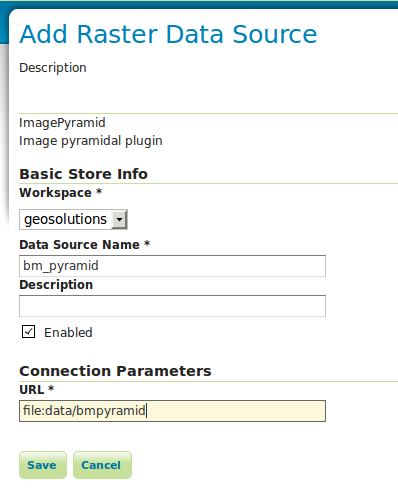 Add Raster Data Source
Description
ImagePyramid
Image pyramidal plugin
Basic Store Info
Workspace *
geosolutions
Data Source Name *
bm_pyramid
Description
Enabled
Connection Parameters
URL *
file:data/bmpyramid
Save Cancel